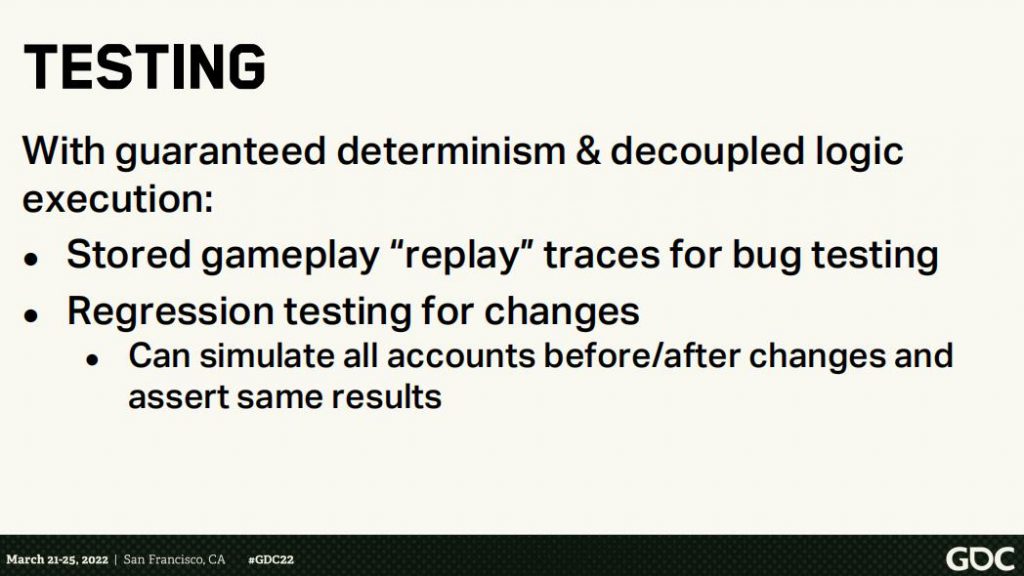 TESTING
With guaranteed determinism & decoupled logic
execution:
• Stored gameplay “replay” traces for bug testing
• Regression testing for changes
• Can simulate all accounts before/after changes and
assert same results
March 21-25, 2022 | San Francisco, CA #GDC22
GDC